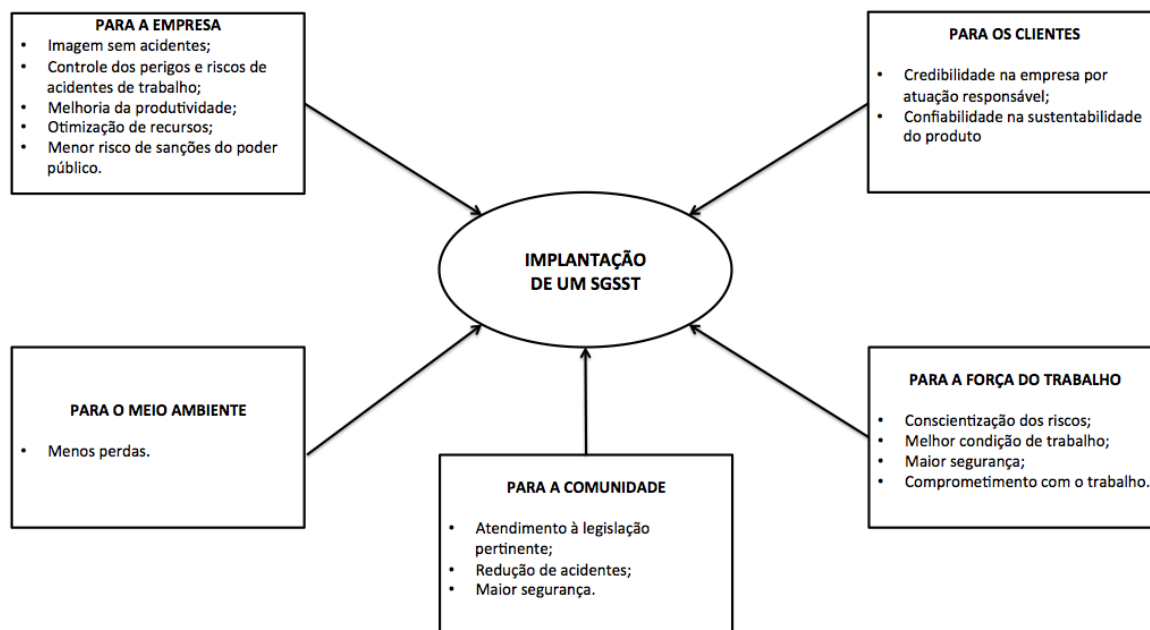 PARA A EMPRESA
• Imagem sem acidentes;
• Controle dos perigos e riscos de
acidentes de trabalho;
• Melhoria da produtividade;
• Otimização de recursos;
• Menor risco de sanções do poder
público.
PARA OS CLIENTES
• Credibilidade na empresa por
atuação responsável;
• Confiabilidade na sustentabilidade
do produto
IMPLANTAÇÃO
DE UM SGSST
PARA O MEIO AMBIENTE
• Menos perdas.
PARA A COMUNIDADE
• Atendimento à legislação
pertinente;
• Redução de acidentes;
• Maior segurança.
PARA A FORÇA DO TRABALHO
• Conscientização dos riscos;
• Melhor condição de trabalho;
• Maior segurança;
• Comprometimento com o trabalho.